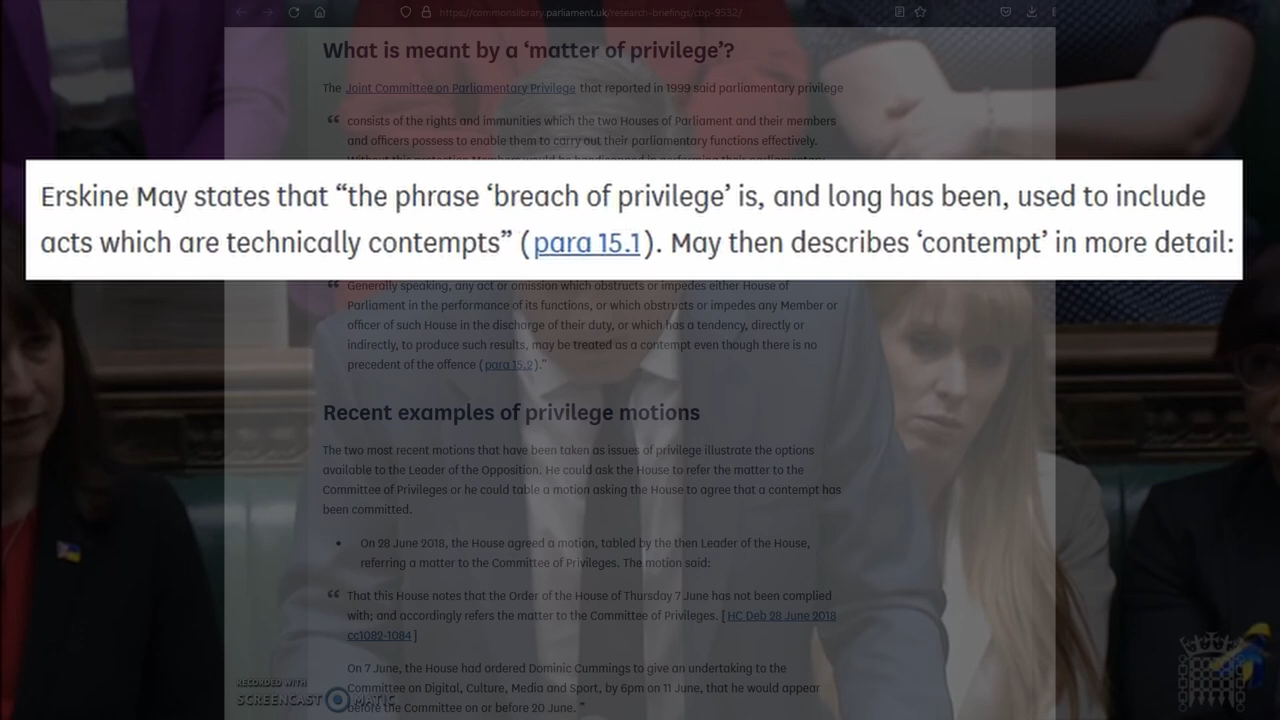 https://commonslibrary.parliament.uk/research-briefings/cbp-9532/
What is meant by a ‘matter of privilege’?
The Joint Committee on Parliamentary Privilege that reported in 1999 said parliamentary privilege
“ consists of the rights and immunities which the two Houses of Parliament and their members
and officers possess to enable them to carry out their parliamentary functions effectively.
Without this protection Members would be handicapped in performing their parliamentary
Erskine May states that “the phrase ‘breach of privilege’ is, and long has been, used to include
acts which are technically contempts” (para 15.1). May then describes ‘contempt’ in more detail:
“ Generally speaking, any act or omission which obstructs or impedes either House of
Parliament in the performance of its functions, or which obstructs or impedes any Member or
officer of such House in the discharge of their duty, or which has a tendency, directly or
indirectly, to produce such results, may be treated as a contempt even though there is no
precedent of the offence (para 15.2).”
Recent examples of privilege motions
The two most recent motions that have been taken as issues of privilege illustrate the options
available to the Leader of the Opposition. He could ask the House to refer the matter to the
Committee of Privileges or he could table a motion asking the House to agree that a contempt has
been committed.
• On 28 June 2018, the House agreed a motion, tabled by the then Leader of the House,
referring a matter to the Committee of Privileges. The motion said:
“ That this House notes that the Order of the House of Thursday 7 June has not been complied
with; and accordingly refers the matter to the Committee of Privileges. [ HC Deb 28 June 2018
cc1082-1084 ]
On 7 June, the House had ordered Dominic Cummings to give an undertaking to the
Committee on Digital, Culture, Media and Sport, by 6pm on 11 June, that he would appear
before the Committee on or before 20 June. ”
RECORDED WITH
SCREENCAST MATIC